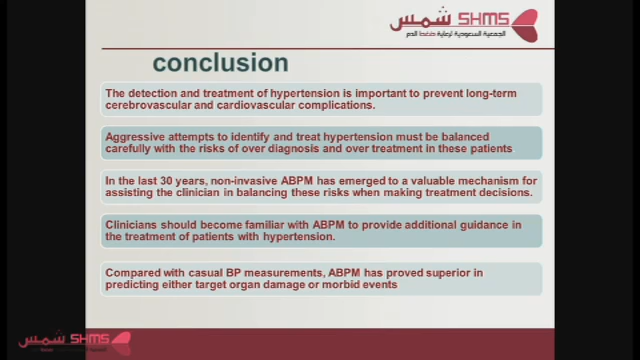 شمس SHMS
الجمعية السعودية لرعاية ضغط الدم
conclusion
The detection and treatment of hypertension is important to prevent long-term
cerebrovascular and cardiovascular complications.
Aggressive attempts to identify and treat hypertension must be balanced
carefully with the risks of over diagnosis and over treatment in these patients
In the last 30 years, non-invasive ABPM has emerged to a valuable mechanism for
assisting the clinician in balancing these risks when making treatment decisions.
Clinicians should become familiar with ABPM to provide additional guidance in
the treatment of patients with hypertension.
Compared with casual BP measurements, ABPM has proved superior in
predicting either target organ damage or morbid events
شمس SHMS